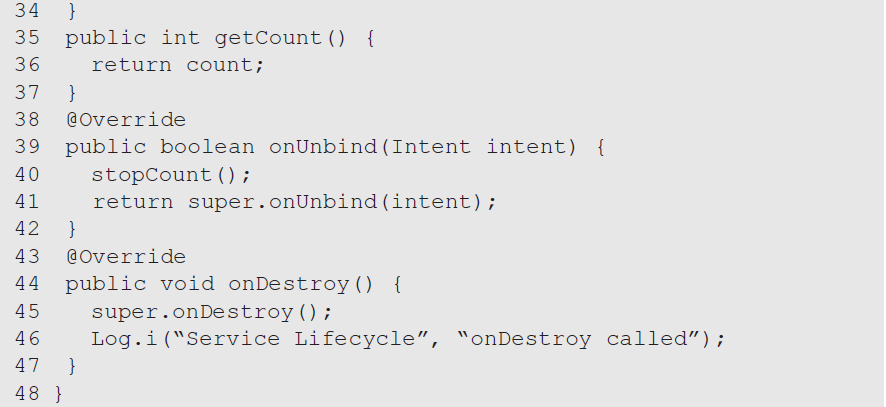 34  }
35  public int getCount() {
36    return count;
37  }
38  @Override
39  public boolean onUnbind(Intent intent) {
40    stopCount();
41    return super.onUnbind(intent);
42  }
43  @Override
44  public void onDestroy() {
45    super.onDestroy();
46    Log.i(“Service Lifecycle”, “onDestroy called”);
47  }
48 }